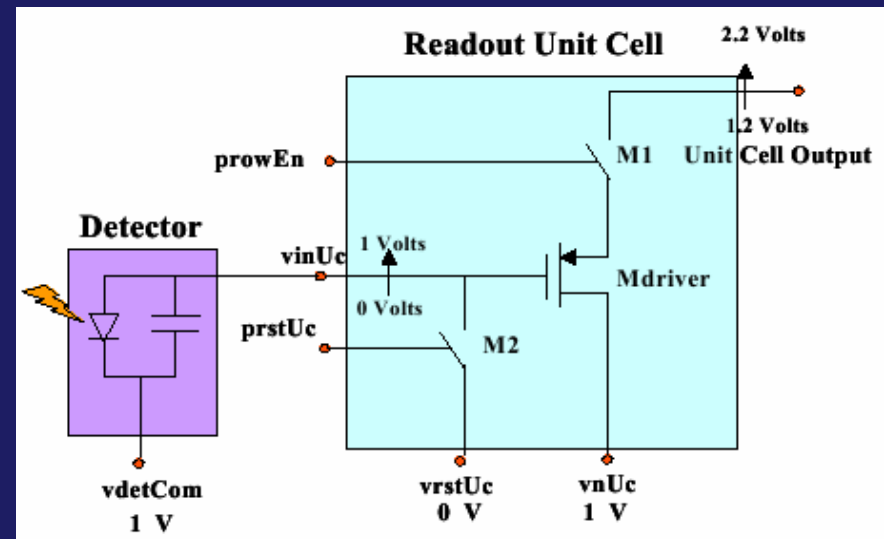 Readout Unit Cell
2.2 Volts
1.2 Volts
prowEn
M1
Unit Cell Output
Detector
vinUc
1 Volts
0 Volts
Mdriver
prstUc
M2
vdetCom
1 V
vrstUc
0 V
vnUc
1 V